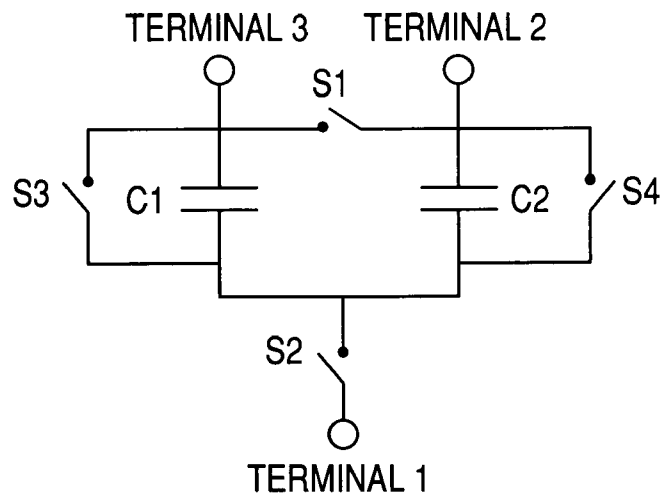 TERMINAL 3
TERMINAL 2
S1
S3
C1
C2
S4
S2
TERMINAL 1